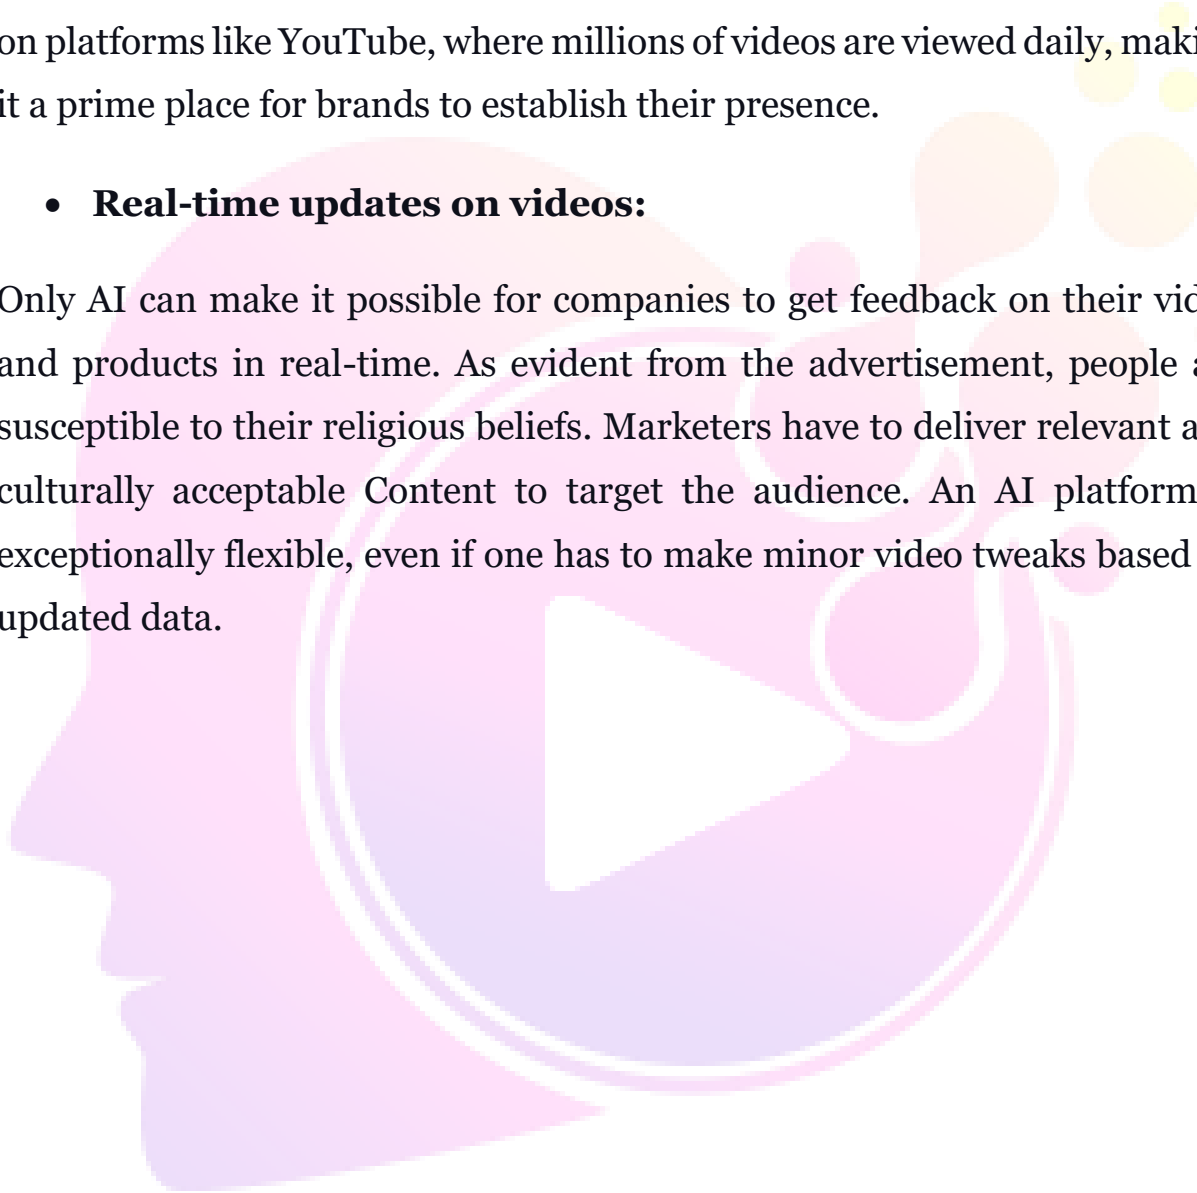 on platforms like YouTube, where millions of videos are viewed daily, maki
it a prime place for brands to establish their presence.
• Real-time updates on videos:
Only AI can make it possible for companies to get feedback on their vid
and products in real-time. As evident from the advertisement, people a
susceptible to their religious beliefs. Marketers have to deliver relevant a
culturally acceptable Content to target the audience. An AI platform
exceptionally flexible, even if one has to make minor video tweaks based
updated data.